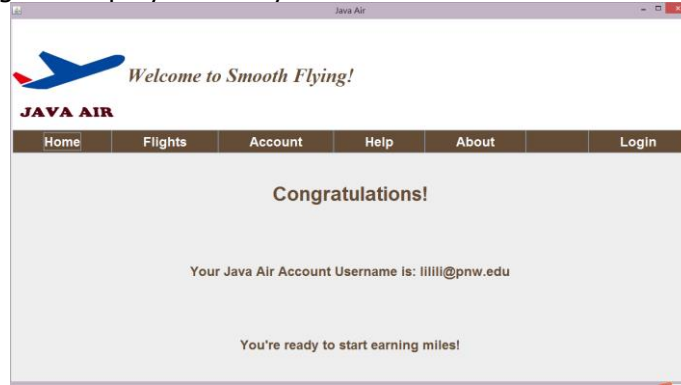 Java Air
Welcome to Smooth Flying!
JAVA AIR
Home Flights Account Help About Login
Congratulations!
Your Java Air Account Username is: lilili@pnw.edu
You're ready to start earning miles!